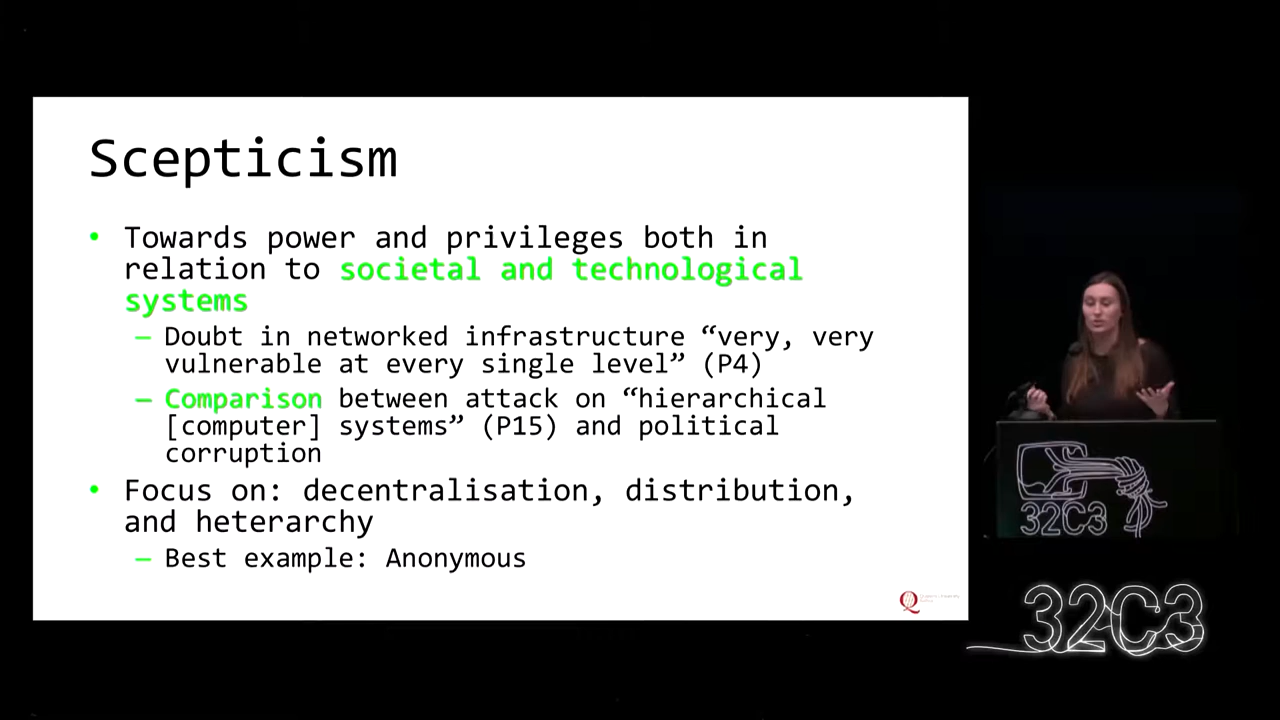 Scepticism
• Towards power and privileges both in
relation to societal and technological
systems
– Doubt in networked infrastructure “very, very
vulnerable at every single level” (P4)
– Comparison between attack on “hierarchical
[computer] systems” (P15) and political
corruption
• Focus on: decentralisation, distribution,
and heterarchy
– Best example: Anonymous
Q
32C3
32C3